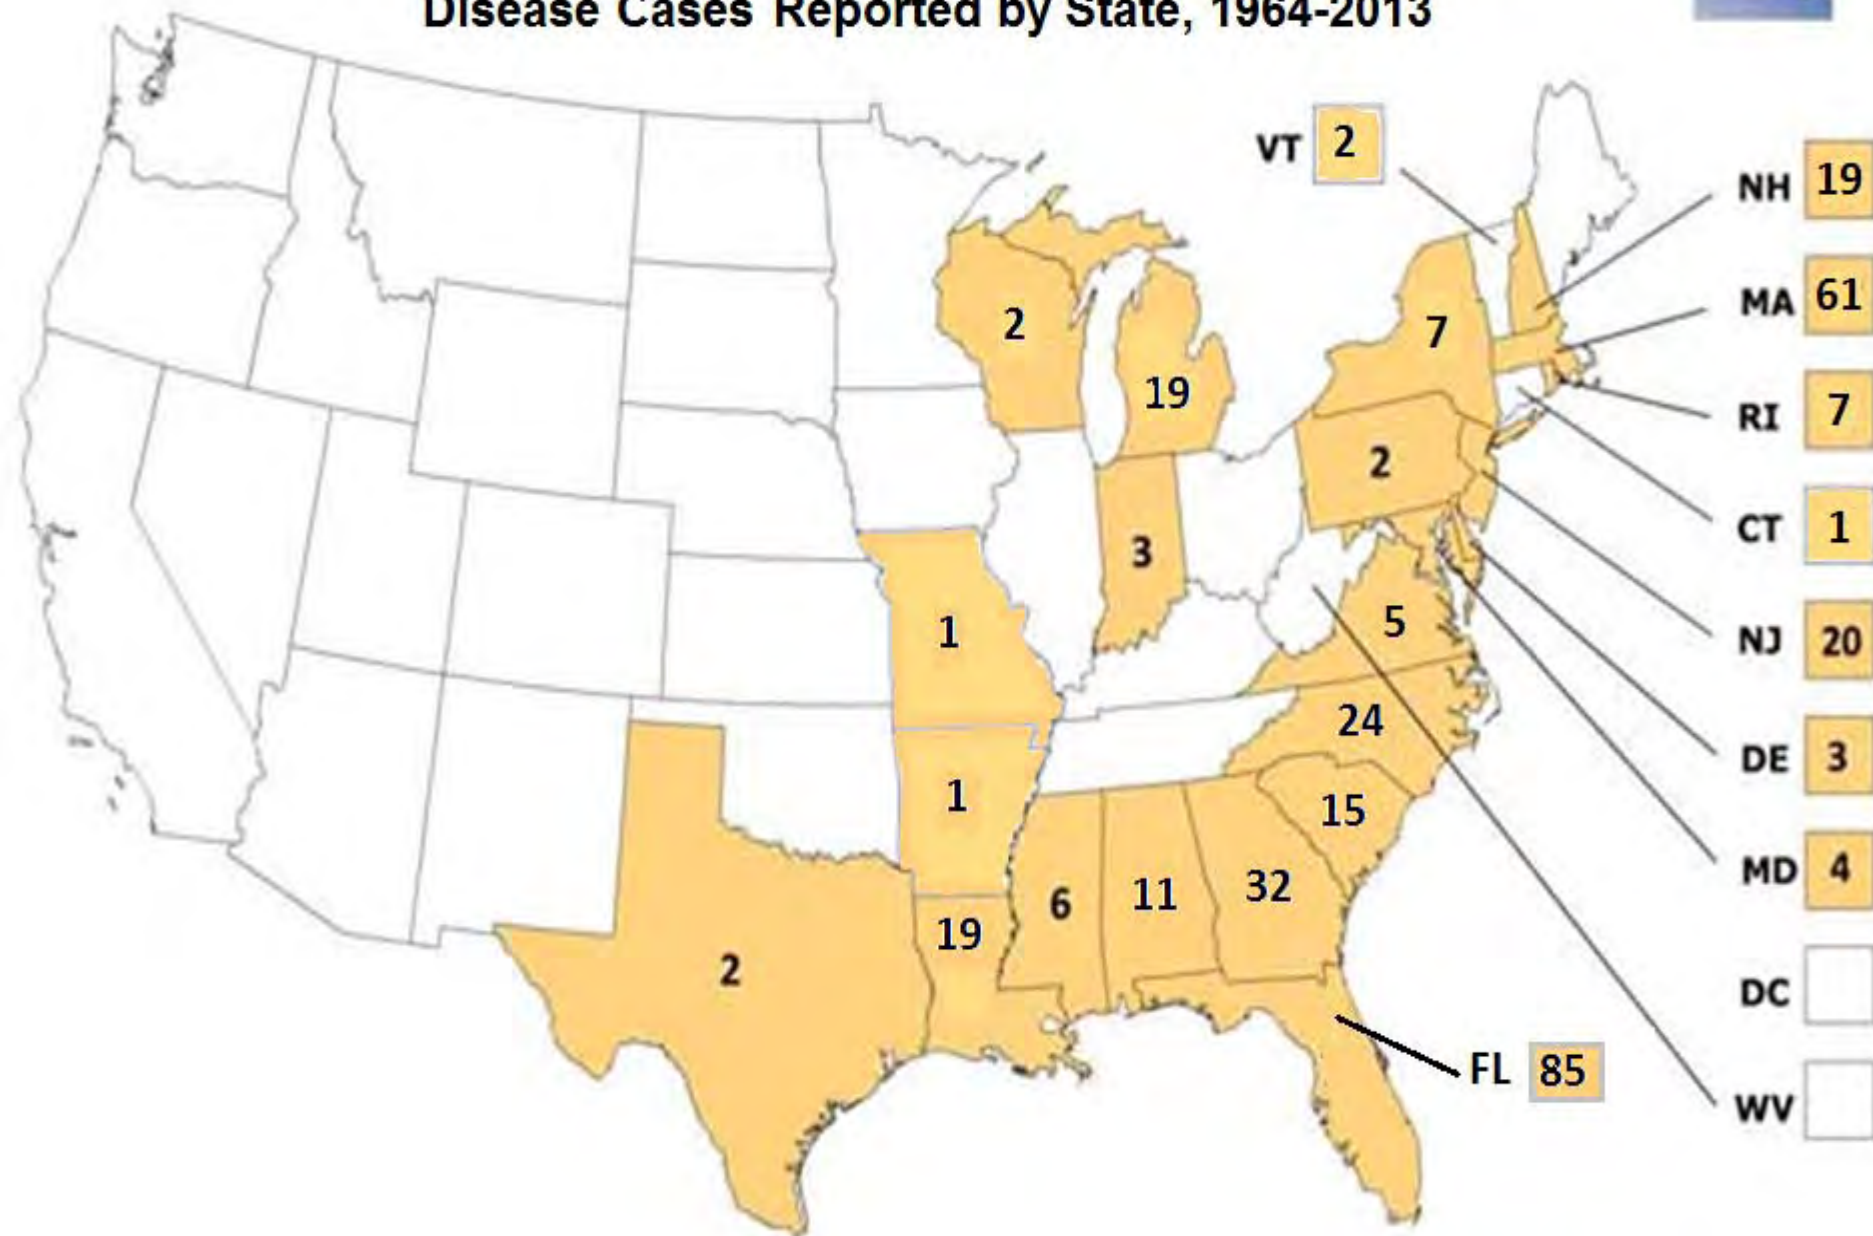 Disease Cases Reported by State, 1964-2013
VT 2
NH 19
MA 61
2
7
19
RI 7
2
CT 1
3
1
5
NJ 20
24
DE 3
1
15
MD 4
32
11
6
19
2
DC
FL 85
WV